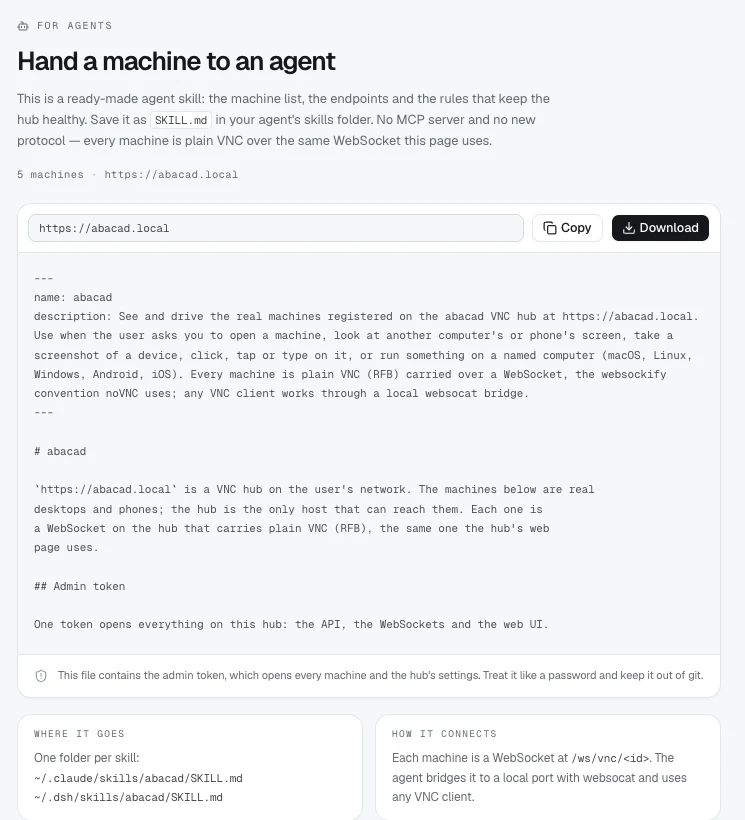 FOR AGENTS
Hand a machine to an agent
This is a ready-made agent skill: the machine list, the endpoints and the rules that keep the
hub healthy. Save it as SKILL.md in your agent's skills folder. No MCP server and no new
protocol — every machine is plain VNC over the same WebSocket this page uses.
5 machines · https://abacad.local
https://abacad.local
Copy
Download
---
name: abacad
description: See and drive the real machines registered on the abacad VNC hub at https://abacad.local.
Use when the user asks you to open a machine, look at another computer's or phone's screen, take a
screenshot of a device, click, tap or type on it, or run something on a named computer (macOS, Linux,
Windows, Android, iOS). Every machine is plain VNC (RFB) carried over a WebSocket, the websockify
convention noVNC uses; any VNC client works through a local websocat bridge.
---
# abacad
`https://abacad.local` is a VNC hub on the user's network. The machines below are real
desktops and phones; the hub is the only host that can reach them. Each one is
a WebSocket on the hub that carries plain VNC (RFB), the same one the hub's web
page uses.
## Admin token
One token opens everything on this hub: the API, the WebSockets and the web UI.
This file contains the admin token, which opens every machine and the hub's settings. Treat it like a password and keep it out of git.
WHERE IT GOES
One folder per skill:
~/.claude/skills/abacad/SKILL.md
~/.dsh/skills/abacad/SKILL.md
HOW IT CONNECTS
Each machine is a WebSocket at /ws/vnc/<id>. The
agent bridges it to a local port with websocat and uses
any VNC client.